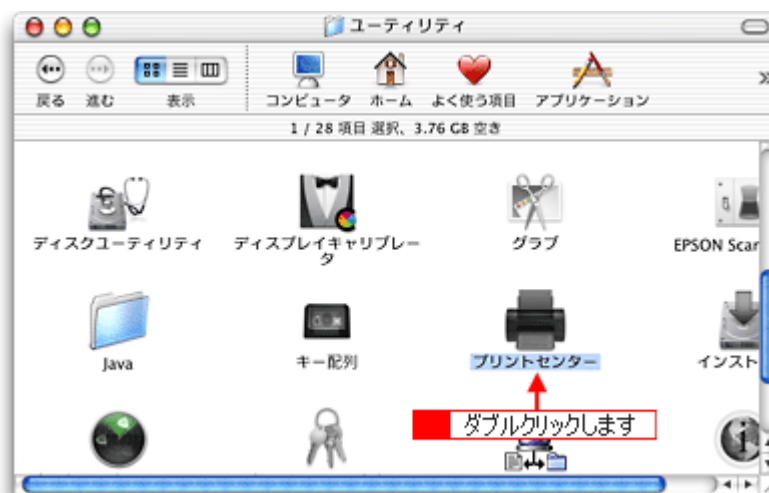 ユーティリティ
戻る 進む 表示 コンピュータ ホーム よく使う項目 アプリケーション
1 / 28 項目 選択、3.76 GB 空き
ディスクユーティリティ ディスプレイキャリブレー グラブ EPSON Scar
タ
Java キー配列 プリントセンター インスト
ダブルクリックします